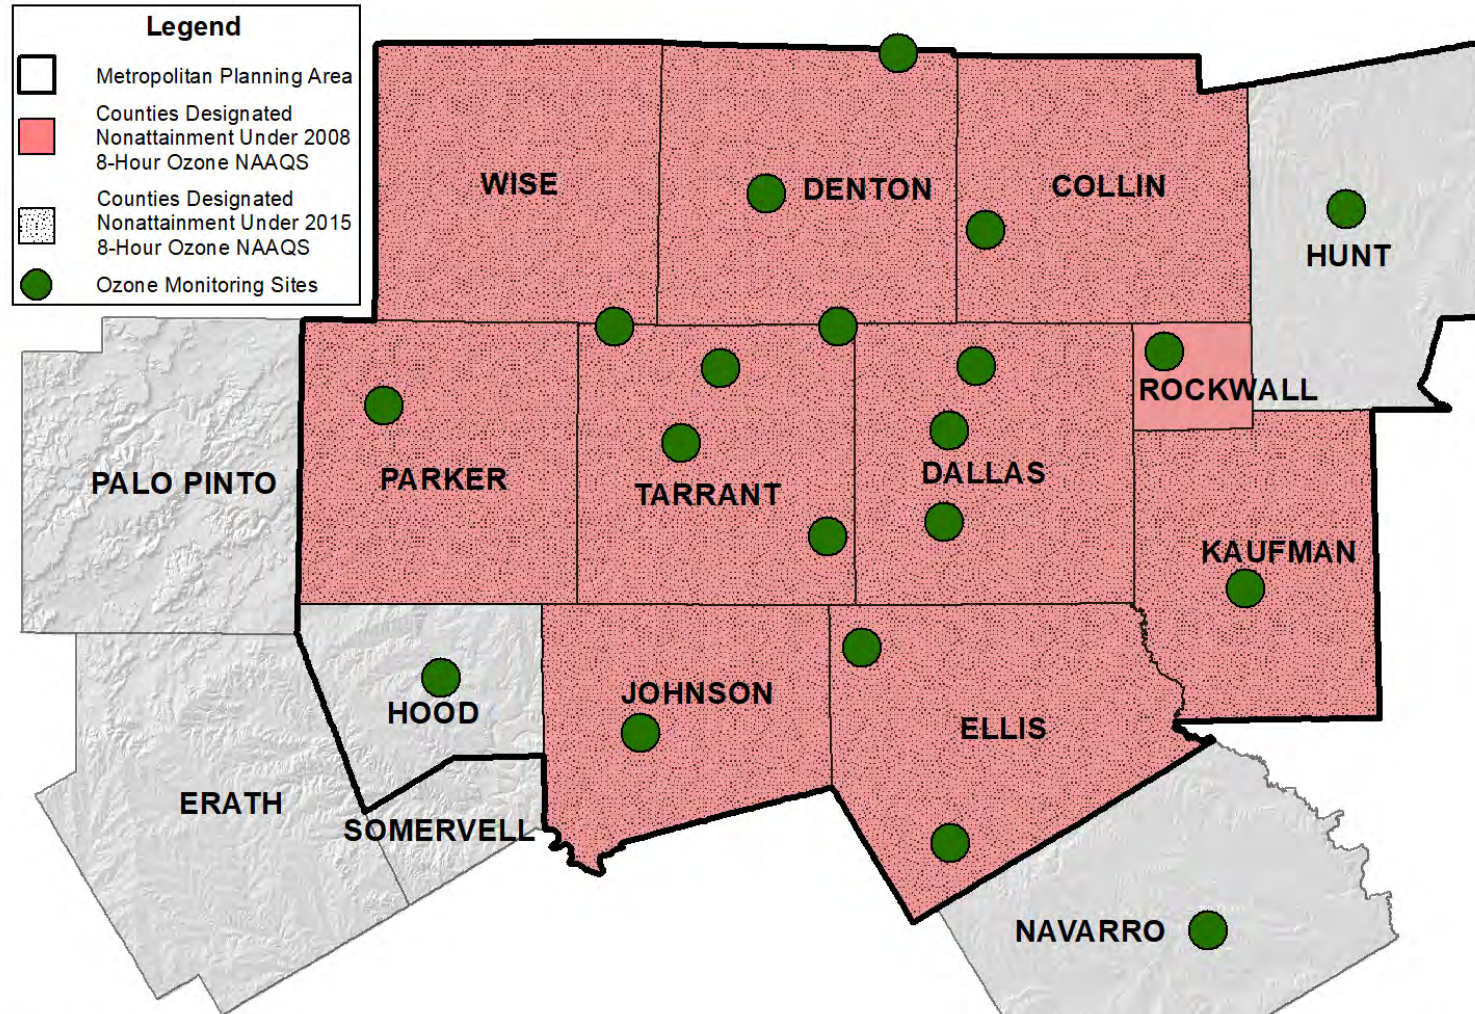 Legend
Metropolitan Planning Area
Counties Designated
Nonattainment Under 2008
8-Hour Ozone NAAQS
Counties Designated
Nonattainment Under 2015
8-Hour Ozone NAAQS
Ozone Monitoring Sites
WISE
DENTON
COLLIN
HUNT
ROCKWALL
PALO PINTO
PARKER
TARRANT
DALLAS
KAUFMAN
HOOD
JOHNSON
ELLIS
ERATH
SOMERVELL
NAVARRO